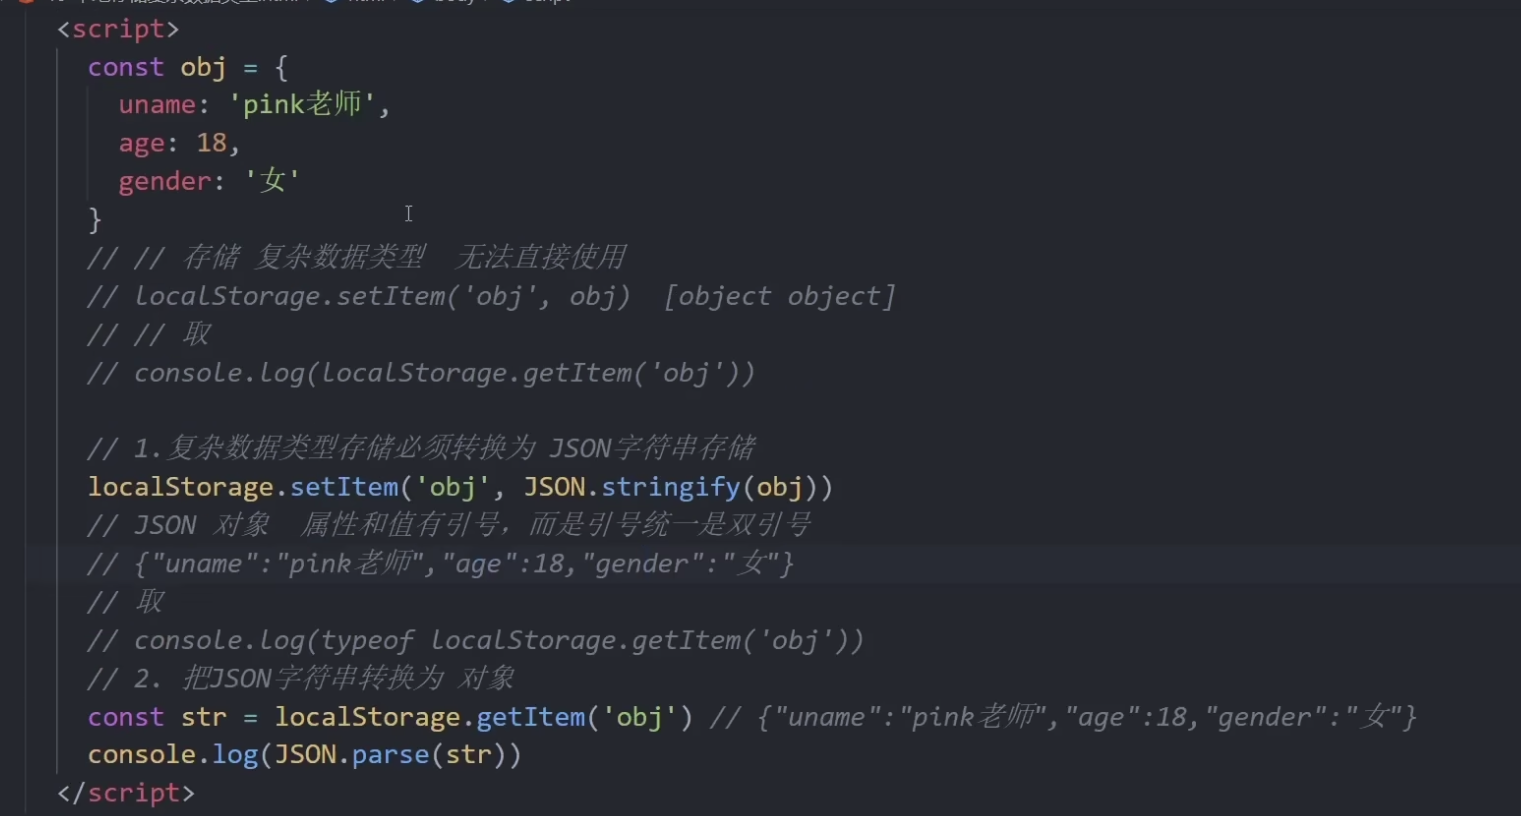 <script>
const obj = {
uname: 'pink老师',
age: 18,
gender: '女'
}
// // 存储 复杂数据类型  无法直接使用
// localStorage.setItem('obj', obj)  [object object]
// // 取
// console.log(localStorage.getItem('obj'))
// 1.复杂数据类型存储必须转换为 JSON字符串存储
localStorage.setItem('obj', JSON.stringify(obj))
// JSON 对象  属性和值有引号，而是引号统一是双引号
// {"uname":"pink老师","age":18,"gender":"女"}
// 取
// console.log(typeof localStorage.getItem('obj'))
// 2. 把JSON字符串转换为 对象
const str = localStorage.getItem('obj') // {"uname":"pink老师","age":18,"gender":"女"}
console.log(JSON.parse(str))
</script>